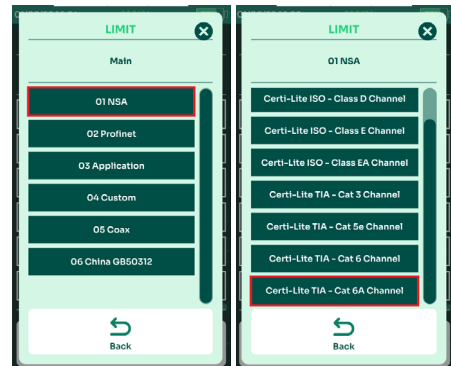 LIMIT
Main
01 NSA
02 Profinet
03 Application
04 Custom
05 Coax
06 China GB50312
Back
LIMIT
01 NSA
Certi-Lite ISO - Class D Channel
Certi-Lite ISO - Class E Channel
Certi-Lite ISO - Class EA Channel
Certi-Lite TIA - Cat 3 Channel
Certi-Lite TIA - Cat 5e Channel
Certi-Lite TIA - Cat 6 Channel
Certi-Lite TIA - Cat 6A Channel
Back